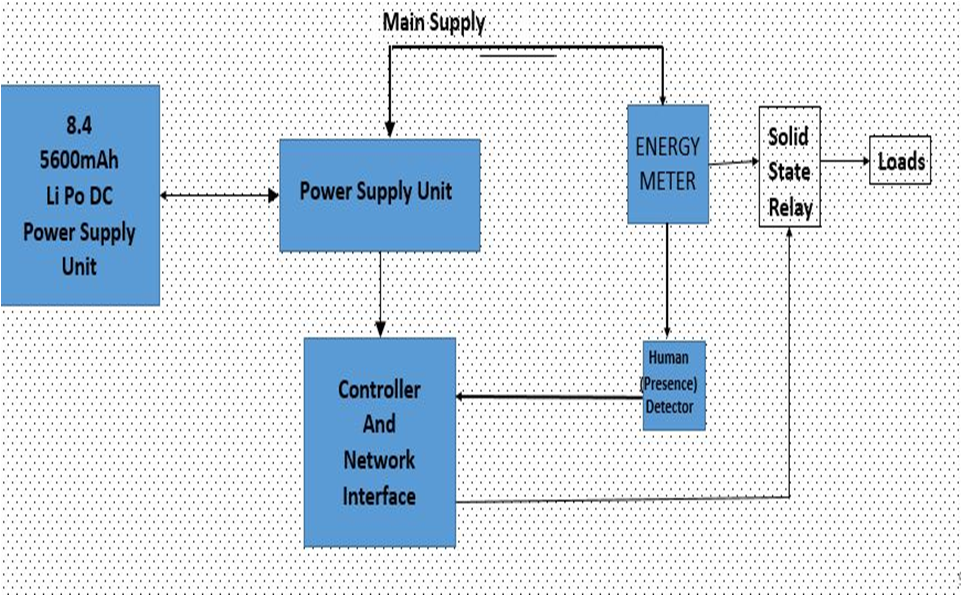 Main Supply
8.4
5600mAh
Li Po DC
Power Supply
Unit
Power Supply Unit
ENERGY
METER
Solid
State
Relay
Loads
Controller
And
Network
Interface
Human
(Presence)
Detector